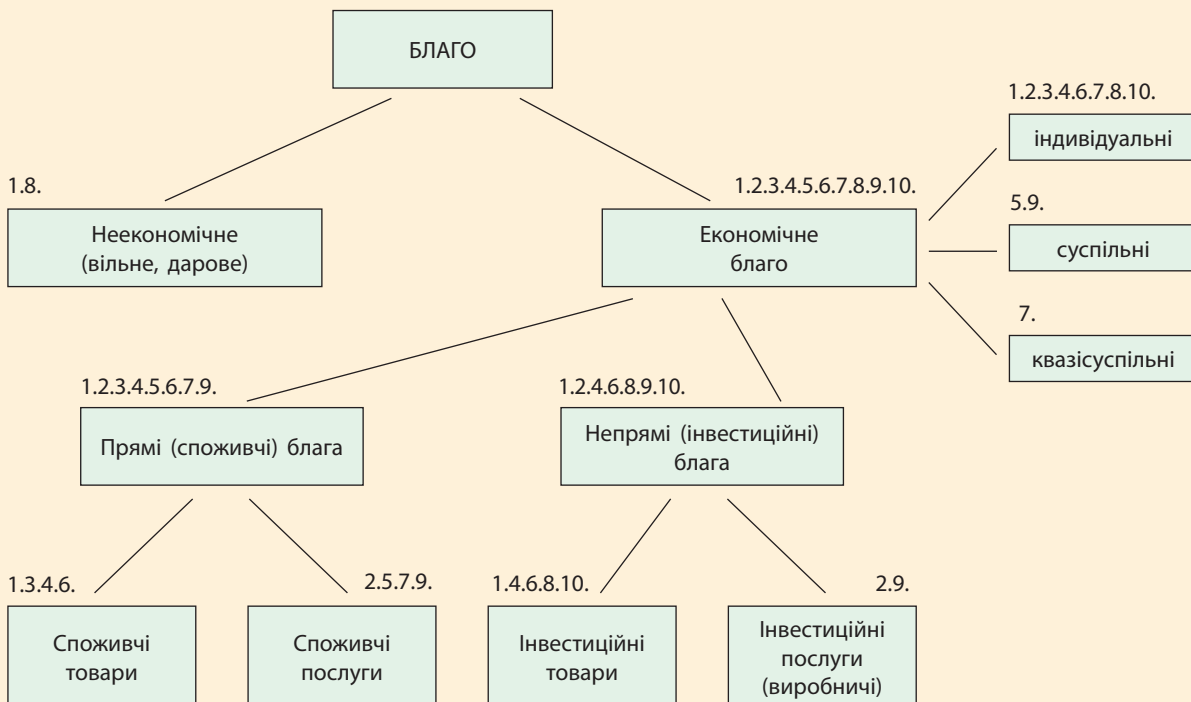 БЛАГО
1.2.3.4.6.7.8.10.
індивідуальні
1.8.
1.2.3.4.5.6.7.8.9.10.
5.9.
Неекономічне
(вільне, дарове)
Економічне
благо
суспільні
7.
квазісуспільні
1.2.3.4.5.6.7.9.
1.2.4.6.8.9.10.
Прямі (споживчі) блага
Непрямі (інвестиційні)
блага
1.3.4.6.
2.5.7.9.
1.4.6.8.10.
2.9.
Споживчі
товари
Споживчі
послуги
Інвестиційні
товари
Інвестиційні
послуги
(виробничі)